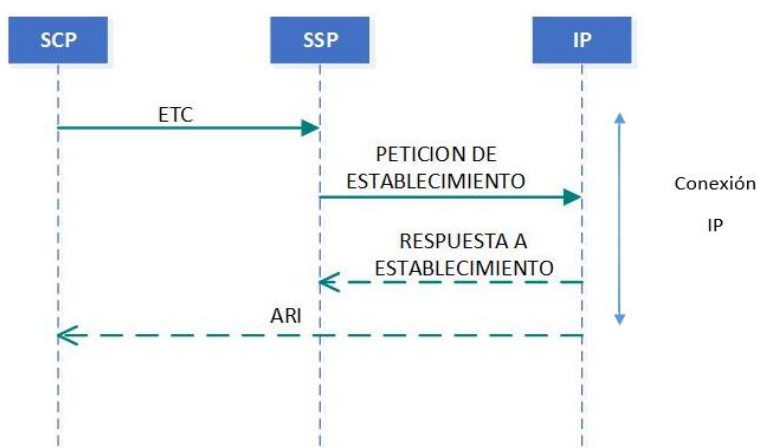 SCP
SSP
IP
ETC
PETICION DE
ESTABLECIMIENTO
Conexión
IP
RESPUESTA A
ESTABLECIMIENTO
ARI